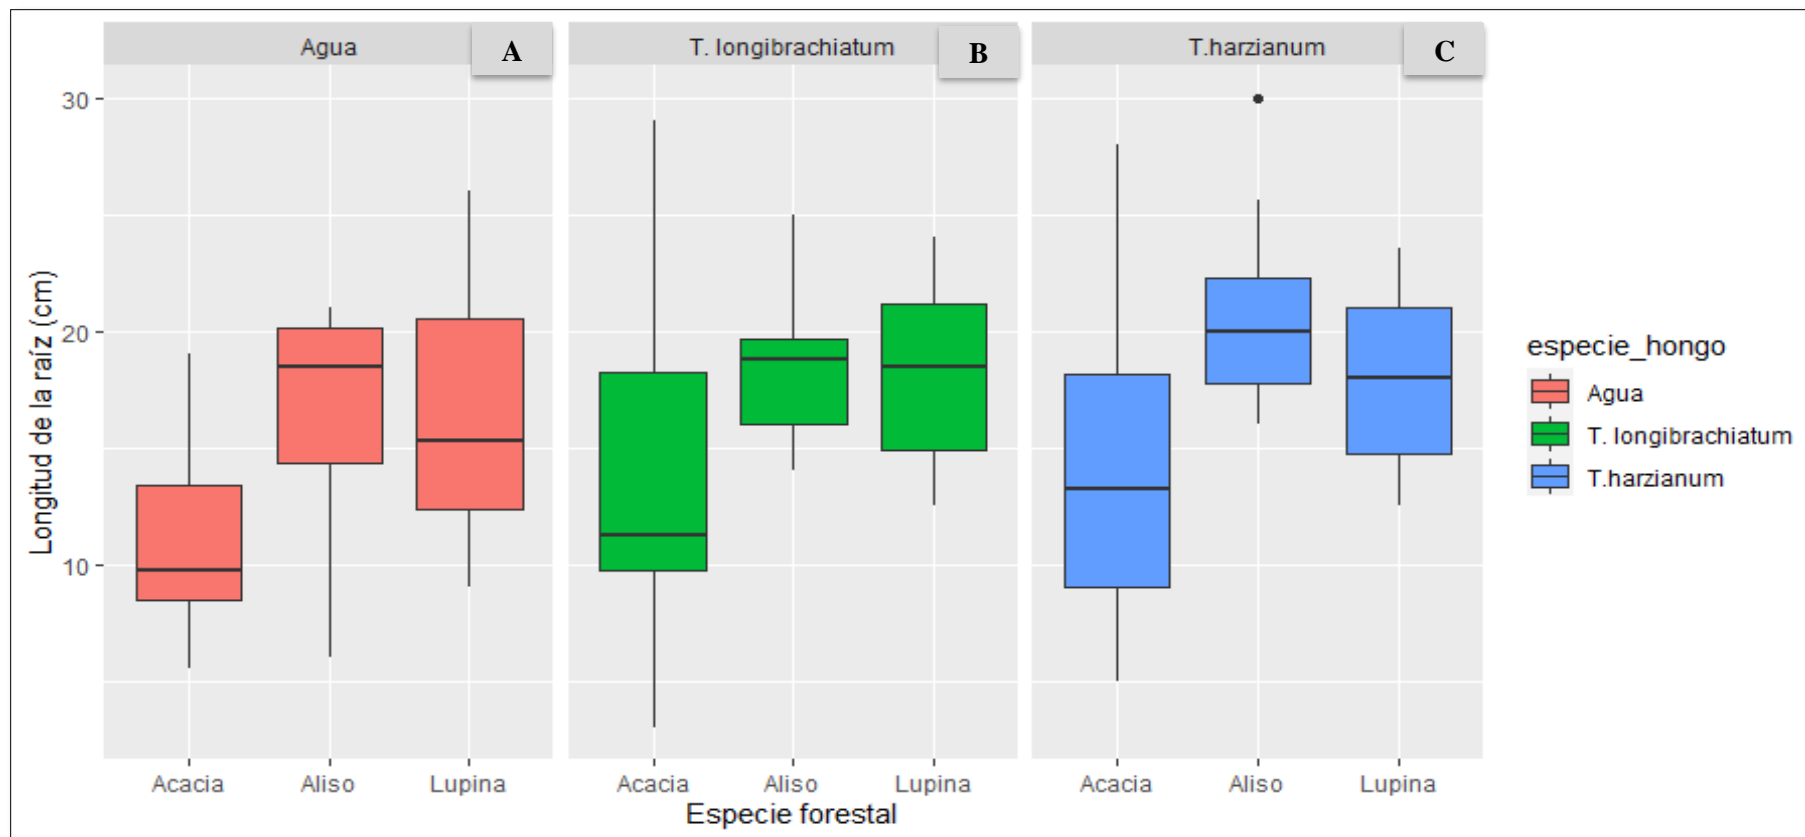 Agua A
T. longibrachiatum B
T.harzianum C
Longitud de la raíz (cm)
30
20
10
Acacia Aliso Lupina
Acacia Aliso Lupina
Acacia Aliso Lupina
Especie forestal
especie_hongo
Agua
T. longibrachiatum
T.harzianum